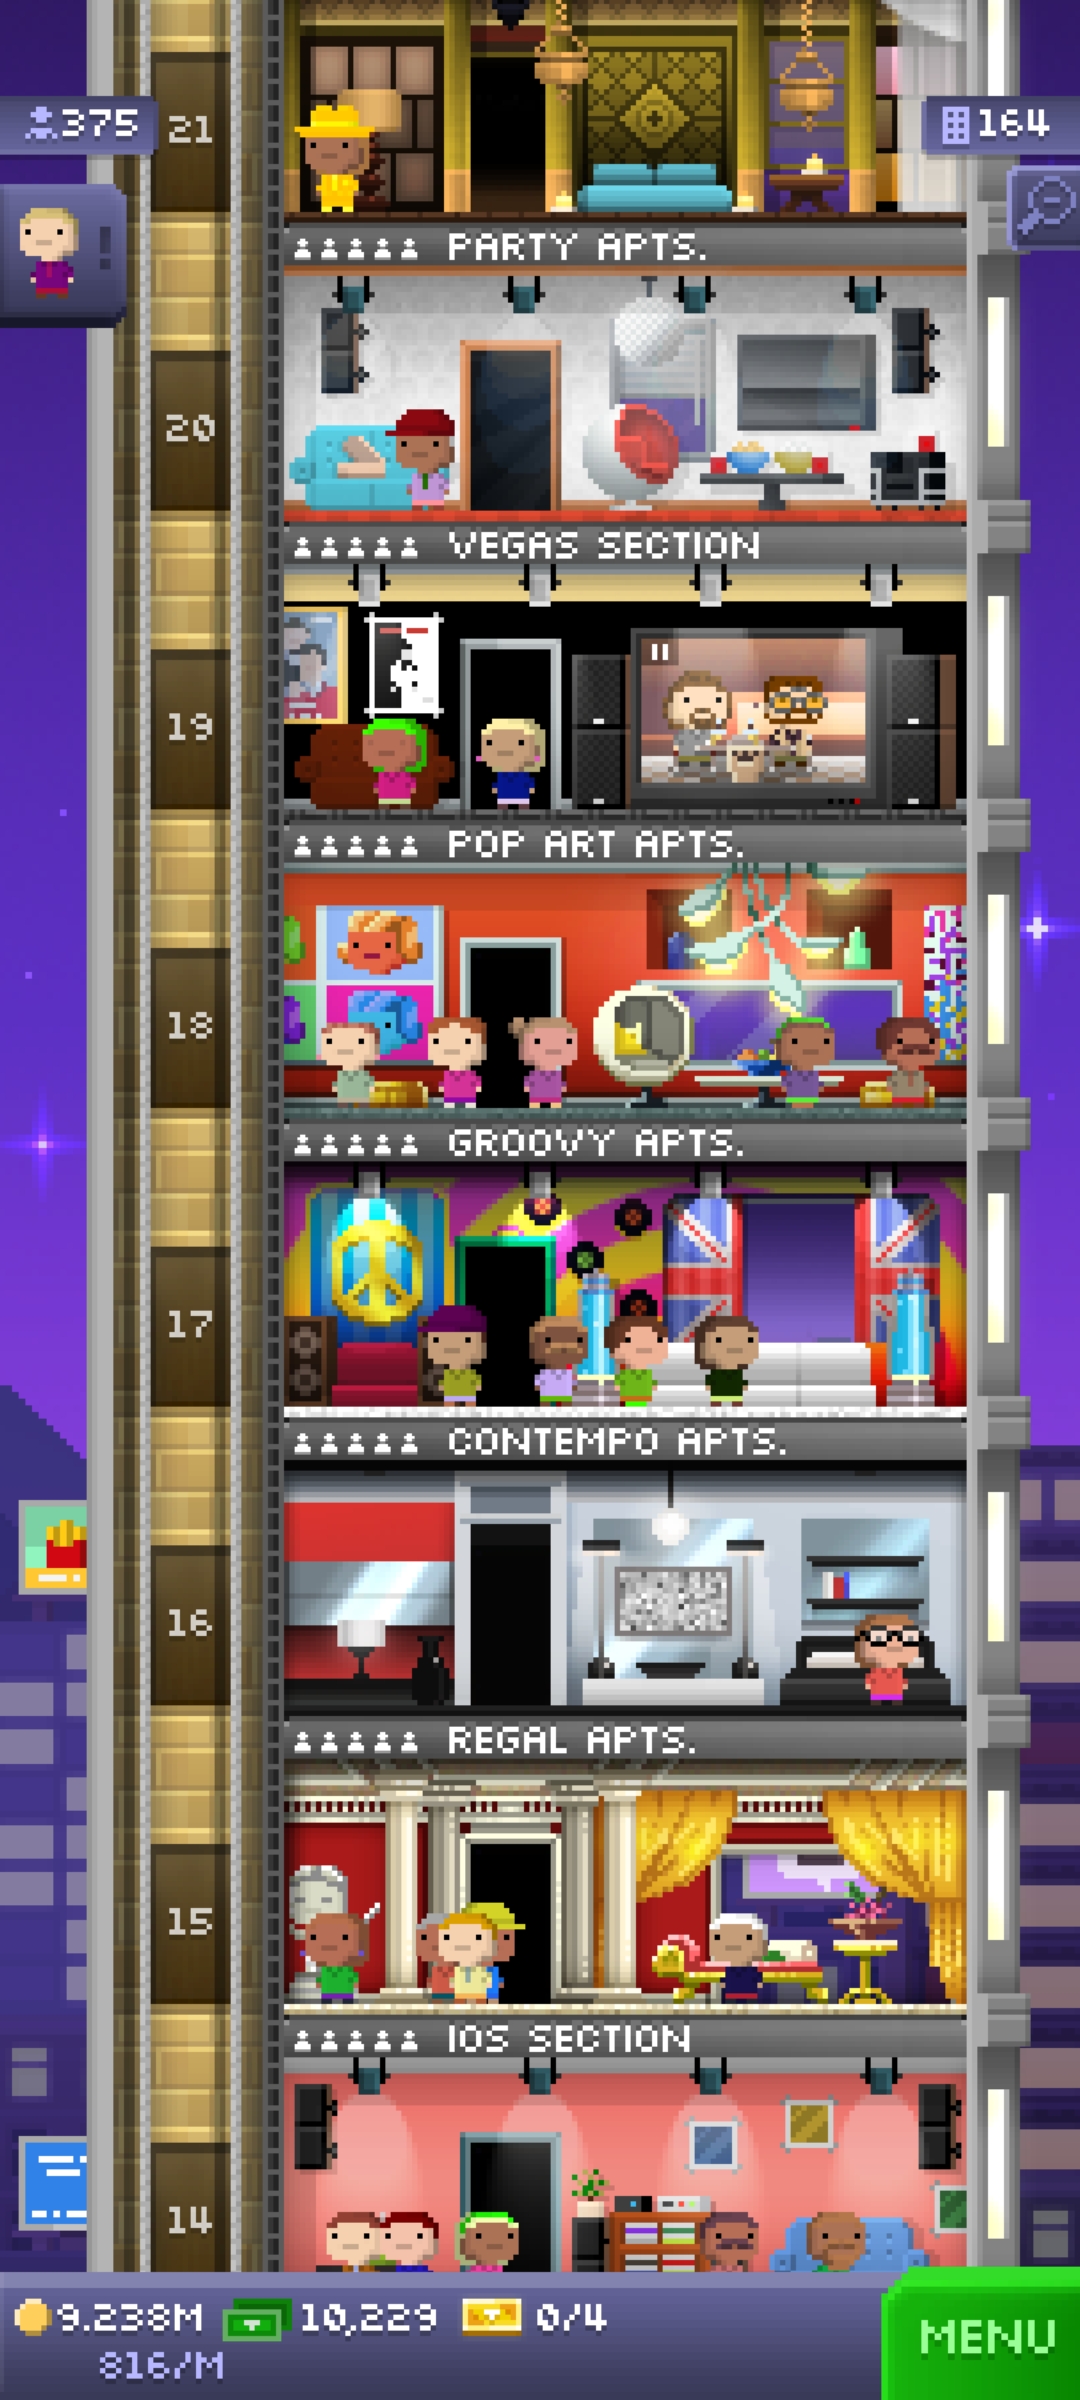 375
21
164
PARTY APTS.
20
VEGAS SECTION
19
POP ART APTS.
18
GROOVY APTS.
17
CONTEMPO APTS.
16
REGAL APTS.
15
IOS SECTION
14
9.238M
10,229
0/4
816/M
MENU